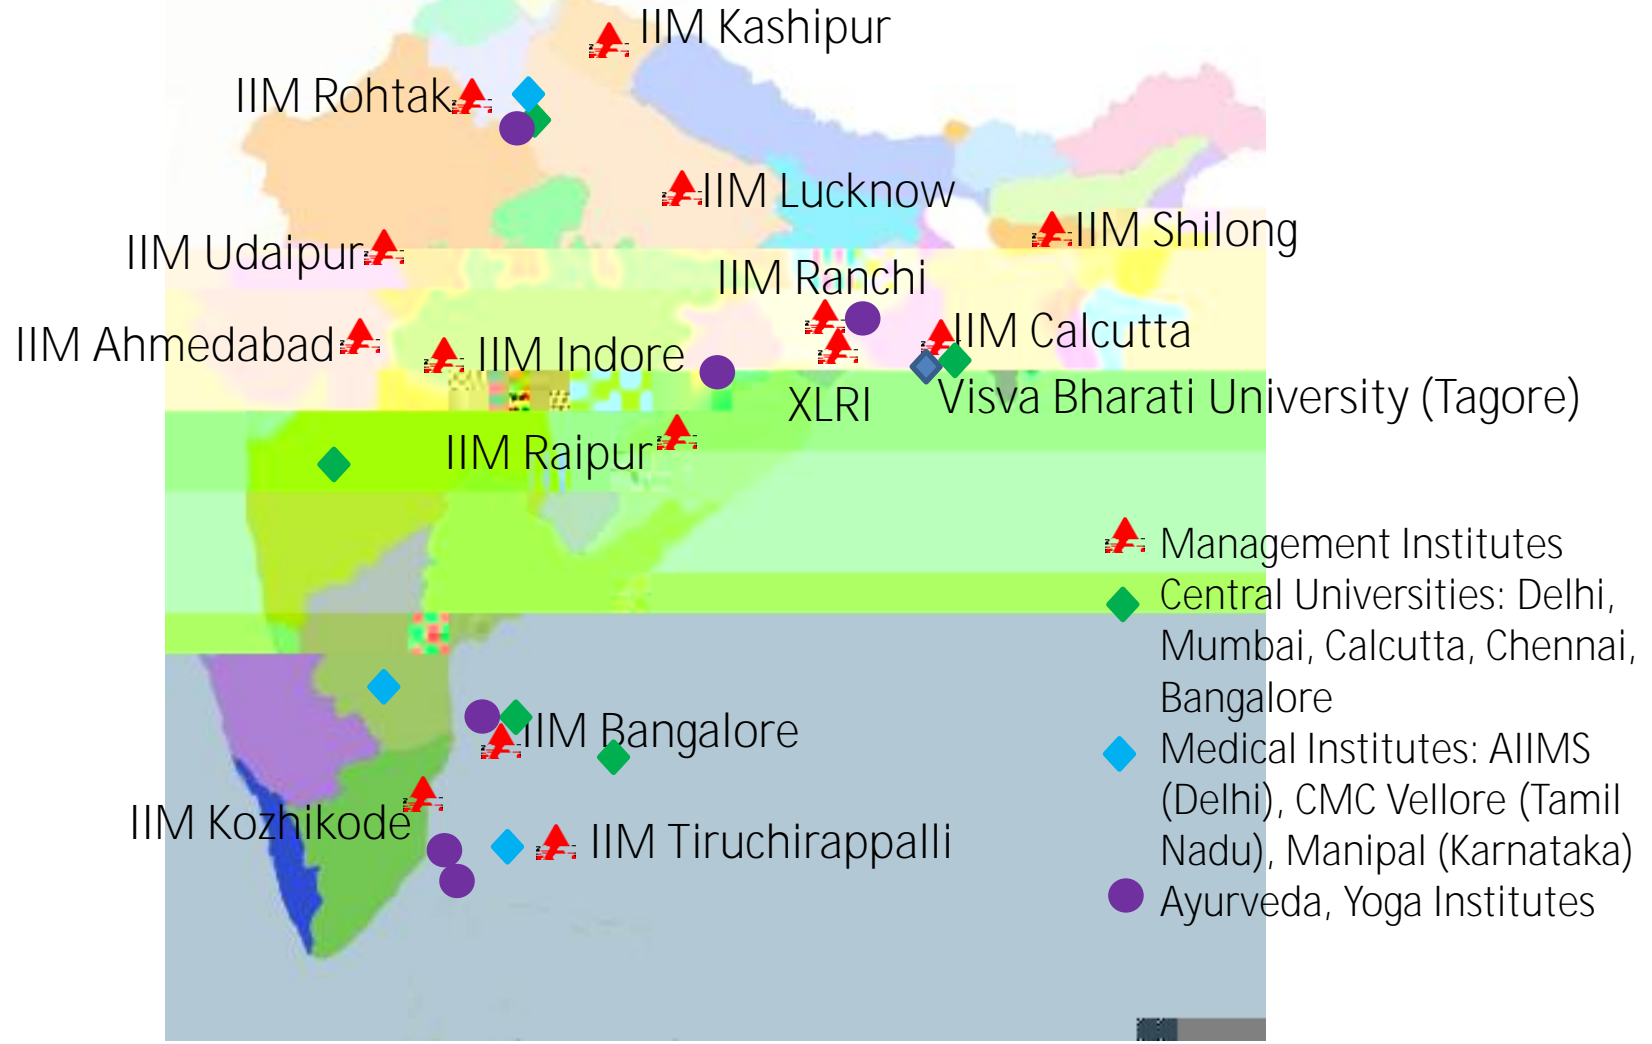 IIM Kashipur
IIM Rohtak
IIM Lucknow
IIM Shilong
IIM Udaipur
IIM Ranchi
IIM Calcutta
IIM Ahmedabad
IIM Indore
XLRI
Visva Bharati University (Tagore)
IIM Raipur
Management Institutes
Central Universities: Delhi,
Mumbai, Calcutta, Chennai,
Bangalore
Medical Institutes: AIIMS
(Delhi), CMC Vellore (Tamil
Nadu), Manipal (Karnataka)
Ayurveda, Yoga Institutes
IIM Bangalore
IIM Kozhikode
IIM Tiruchirappalli